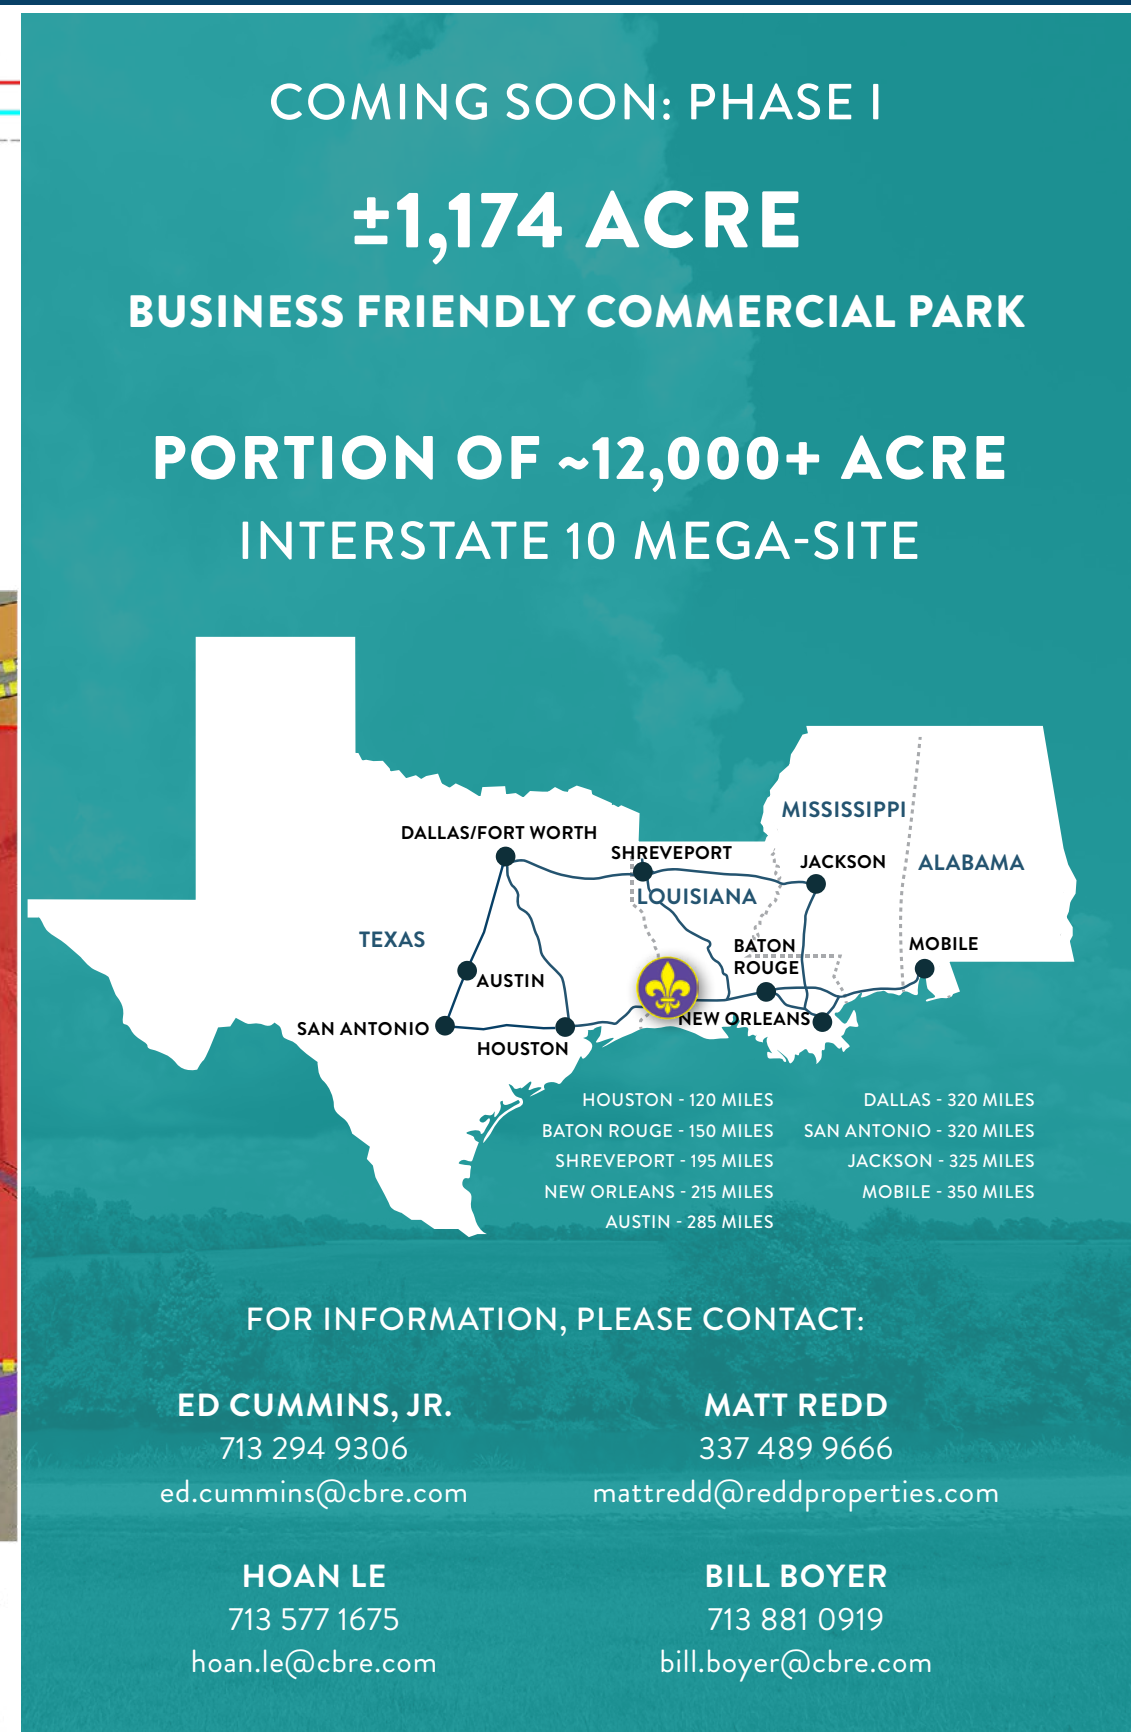 COMING SOON: PHASE I
±1,174 ACRE
BUSINESS FRIENDLY COMMERCIAL PARK
PORTION OF ~12,000+ ACRE
INTERSTATE 10 MEGA-SITE
MISSISSIPPI
DALLAS/FORT WORTH
SHREVEPORT
JACKSON
ALABAMA
LOUISIANA
TEXAS
BATON
ROUGE
MOBILE
AUSTIN
SAN ANTONIO
NEW ORLEANS
HOUSTON
HOUSTON - 120 MILES
BATON ROUGE - 150 MILES
SHREVEPORT - 195 MILES
NEW ORLEANS - 215 MILES
AUSTIN - 285 MILES
DALLAS - 320 MILES
SAN ANTONIO - 320 MILES
JACKSON - 325 MILES
MOBILE - 350 MILES
FOR INFORMATION, PLEASE CONTACT:
ED CUMMINS, JR.
713 294 9306
ed.cummins@cbre.com
MATT REDD
337 489 9666
mattredd@reddproperties.com
HOAN LE
713 577 1675
hoan.le@cbre.com
BILL BOYER
713 881 0919
bill.boyer@cbre.com